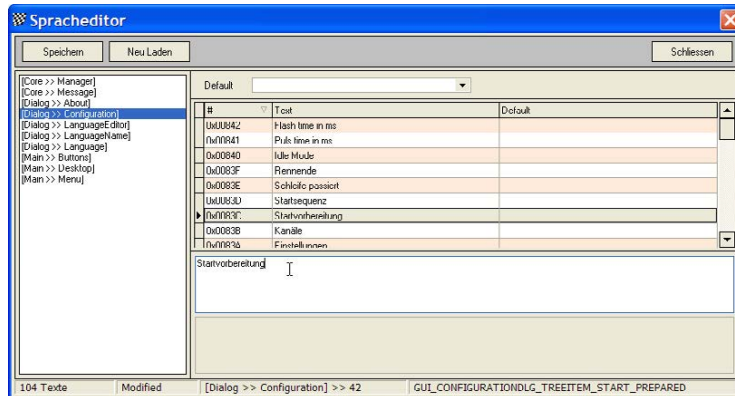 Spracheditor
Speichern Neu Laden Schliessen
[Core >> Manager]
[Core >> Message]
[Dialog >> About]
[Dialog >> Configuration]
[Dialog >> LanguageEditor]
[Dialog >> LanguageName]
[Dialog >> Language]
[Main >> Buttons]
[Main >> Desktop]
[Main >> Menu]
Default
# Text Default
0x00842 Flash time in ms
0x00841 Puls time in ms
0x00840 Idle Mode
0x0083F Rennende
0x0083E Schleife passiert
0x0083D Startsequenz
0x0083C Startvorbereitung
0x0083B Kanäle
0x0083A Einstellungen
Startvorbereitung
104 Texte Modified [Dialog >> Configuration] >> 42 GUI_CONFIGURATIONDLG_TREEITEM_START_PREPARED